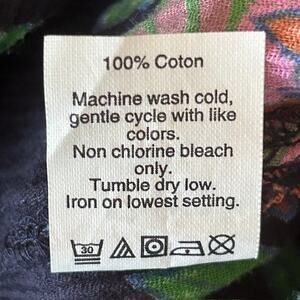 100% Coton
Machine wash cold,
gentle cycle with like
colors.
Non chlorine bleach
only.
Tumble dry low.
Iron on lowest setting.
30